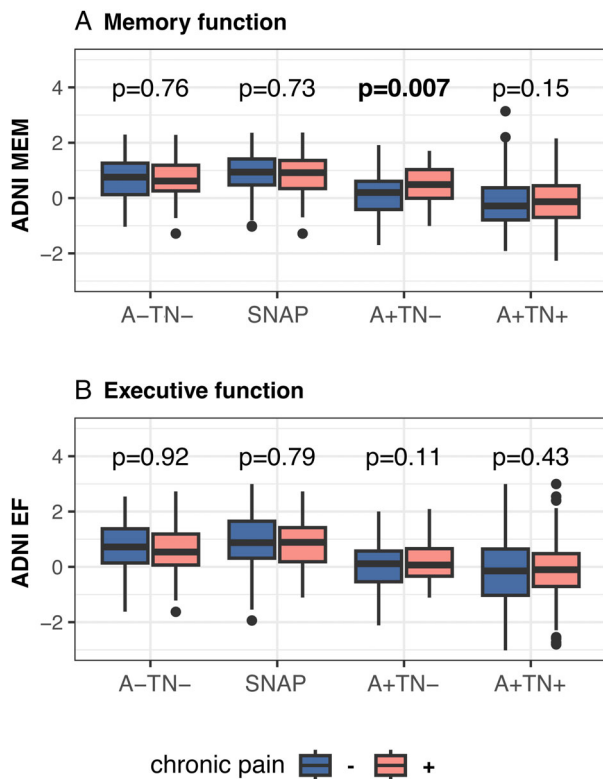 A Memory function
4
p=0.76 p=0.73 p=0.007 p=0.15
2
0
−2
ADNI MEM
A−TN− SNAP A+TN− A+TN+
B Executive function
4
p=0.92 p=0.79 p=0.11 p=0.43
2
0
−2
ADNI EF
A−TN− SNAP A+TN− A+TN+
chronic pain - +